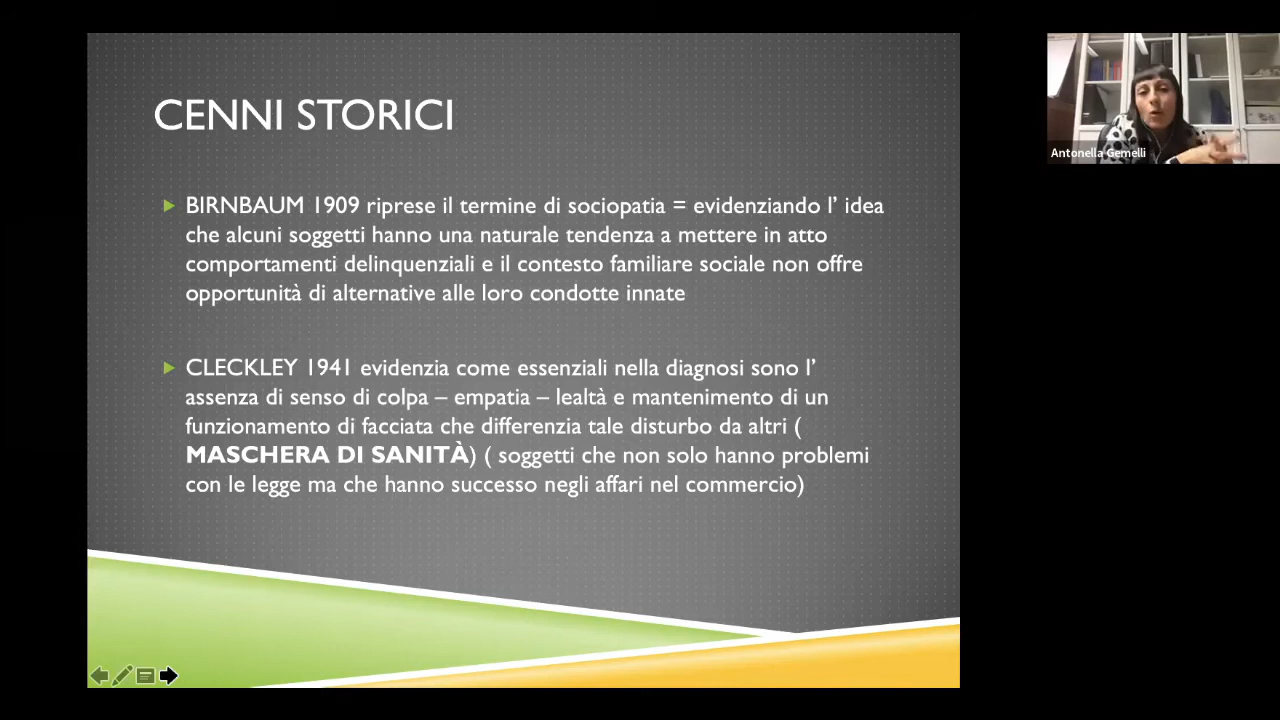 CENNI STORICI
BIRNBAUM 1909 riprese il termine di sociopatia = evidenziando l’ idea
che alcuni soggetti hanno una naturale tendenza a mettere in atto
comportamenti delinquenziali e il contesto familiare sociale non offre
opportunità di alternative alle loro condotte innate
CLECKLEY 1941 evidenzia come essenziali nella diagnosi sono l’
assenza di senso di colpa – empatia – lealtà e mantenimento di un
funzionamento di facciata che differenzia tale disturbo da altri (
MASCHERA DI SANITÀ) ( soggetti che non solo hanno problemi
con le legge ma che hanno successo negli affari nel commercio)
Antonella Gemelli